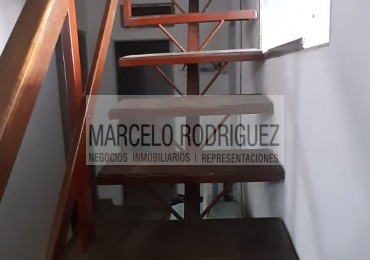 MARCELO RODRIGUEZ
NEGOCIOS INMOBILIARIOS | REPRESENTACIONES